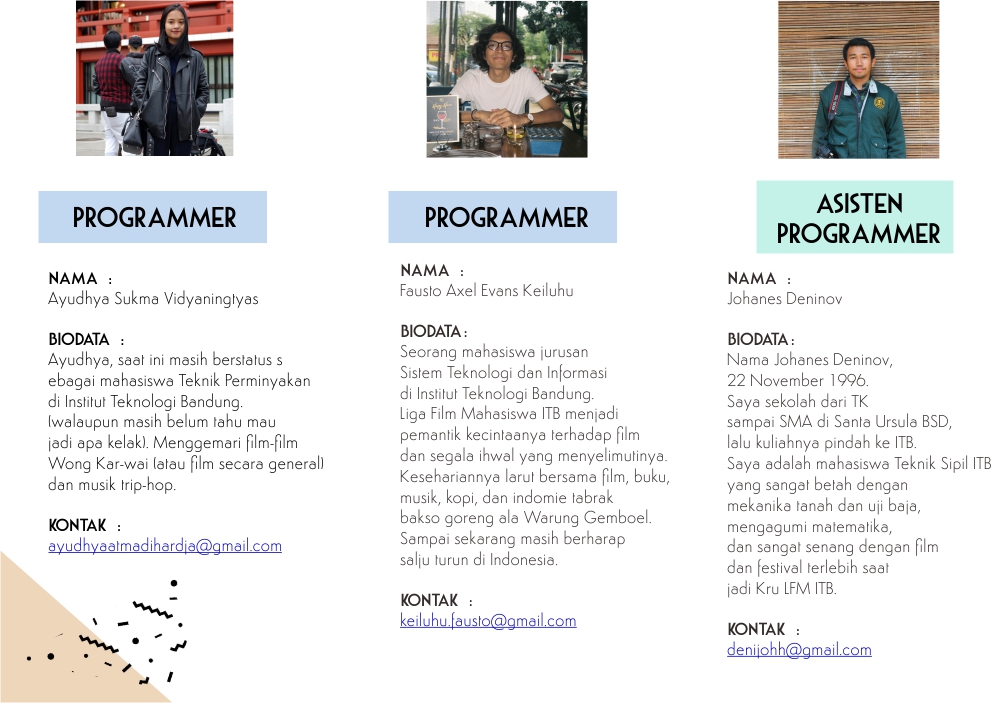 PROGRAMMER
NAMA :
Ayudhya Sukma Vidyaningtyas
BIODATA :
Ayudhya, saat ini masih berstatus s
ebagai mahasiswa Teknik Perminyakan
di Institut Teknologi Bandung.
(walaupun masih belum tahu mau
jadi apa kelak). Menggemari film-film
Wong Kar-wai (atau film secara general)
dan musik trip-hop.
KONTAK :
ayudhyaatmadihardja@gmail.com
PROGRAMMER
NAMA :
Fausto Axel Evans Keiluhu
BIODATA :
Seorang mahasiswa jurusan
Sistem Teknologi dan Informasi
di Institut Teknologi Bandung.
Liga Film Mahasiswa ITB menjadi
pemantik kecintaanya terhadap film
dan segala ihwal yang menyelimutinya.
Kesehariannya larut bersama film, buku,
musik, kopi, dan indomie tabrak
bakso goreng ala Warung Gemboel.
Sampai sekarang masih berharap
salju turun di Indonesia.
KONTAK :
keiluhu.fausto@gmail.com
ASISTEN
PROGRAMMER
NAMA :
Johanes Deninov
BIODATA :
Nama Johanes Deninov,
22 November 1996.
Saya sekolah dari TK
sampai SMA di Santa Ursula BSD,
lalu kuliahnya pindah ke ITB.
Saya adalah mahasiswa Teknik Sipil ITB
yang sangat betah dengan
mekanika tanah dan uji baja,
mengagumi matematika,
dan sangat senang dengan film
dan festival terlebih saat
jadi Kru LFM ITB.
KONTAK :
denijohh@gmail.com